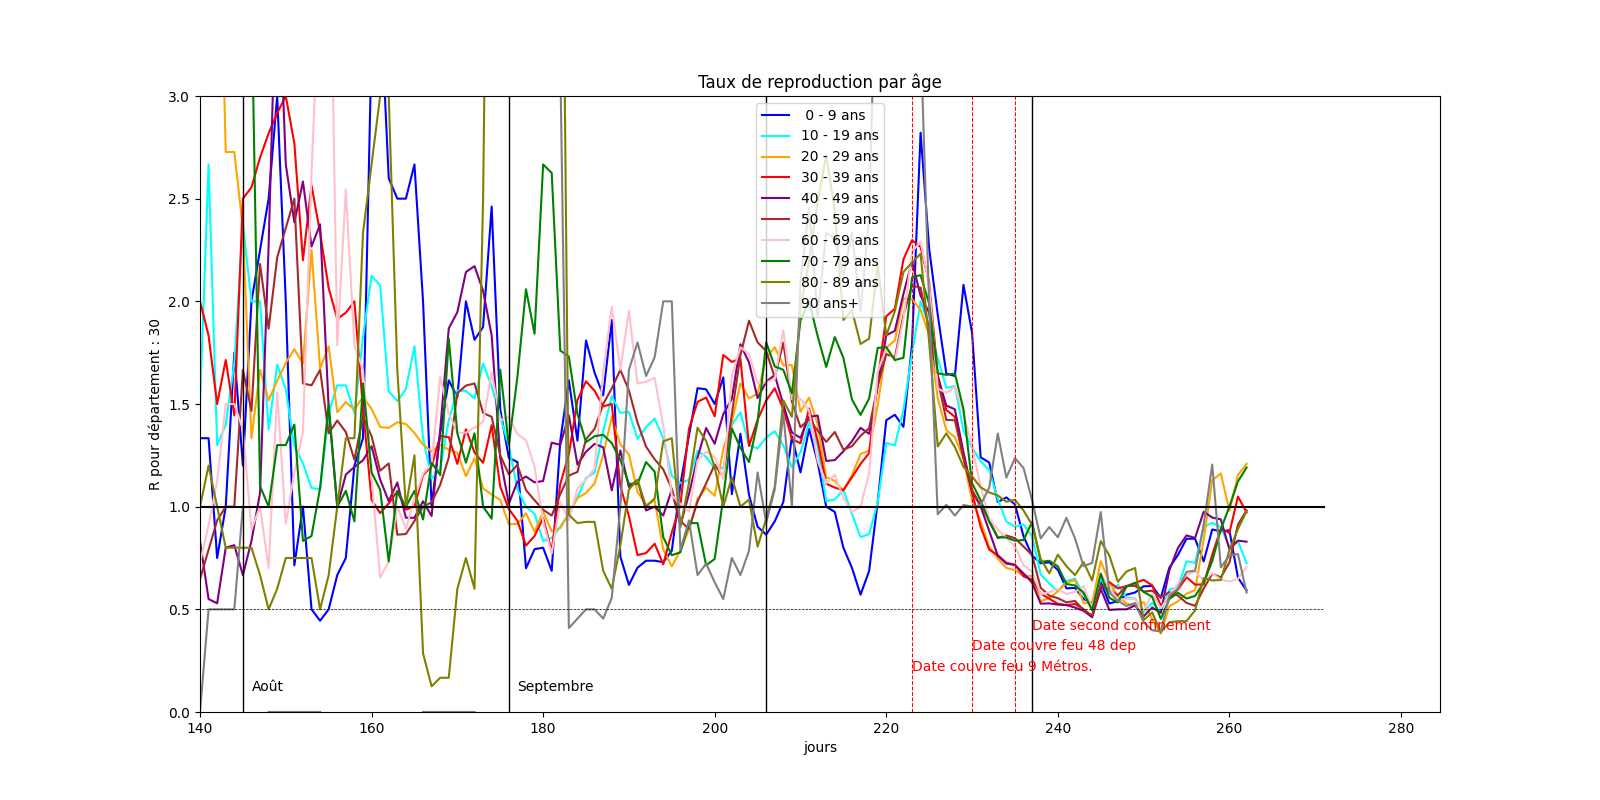 Taux de reproduction par âge
R pour département : 30
3.0
2.5
2.0
1.5
1.0
0.5
0.0
0 - 9 ans
10 - 19 ans
20 - 29 ans
30 - 39 ans
40 - 49 ans
50 - 59 ans
60 - 69 ans
70 - 79 ans
80 - 89 ans
90 ans+
Date second confinement
Date couvre feu 48 dep
Date couvre feu 9 Métros.
Août
Septembre
140 160 180 200 220 240 260 280
jours